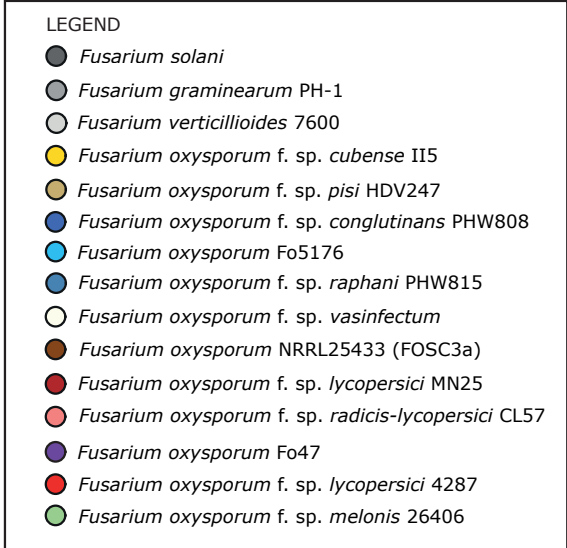 LEGEND
Fusarium solani
Fusarium graminearum PH-1
Fusarium verticillioides 7600
Fusarium oxysporum f. sp. cubense II5
Fusarium oxysporum f. sp. pisi HDV247
Fusarium oxysporum f. sp. conglutinans PHW808
Fusarium oxysporum Fo5176
Fusarium oxysporum f. sp. raphani PHW815
Fusarium oxysporum f. sp. vasinfectum
Fusarium oxysporum NRRL25433 (FOSC3a)
Fusarium oxysporum f. sp. lycopersici MN25
Fusarium oxysporum f. sp. radicis-lycopersici CL57
Fusarium oxysporum Fo47
Fusarium oxysporum f. sp. lycopersici 4287
Fusarium oxysporum f. sp. melonis 26406